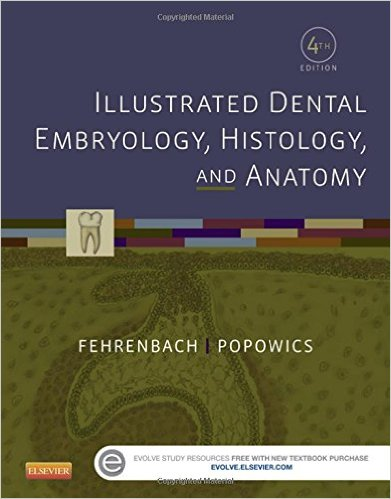 Copyrighted Material
4TH
EDITION
ILLUSTRATED DENTAL
EMBRYOLOGY, HISTOLOGY,
AND ANATOMY
FEHRENBACH | POPOWICS
ELSEVIER
e
EVOLVE STUDY RESOURCES FREE WITH NEW TEXTBOOK PURCHASE
EVOLVE.ELSEVIER.COM
Copyrighted Material